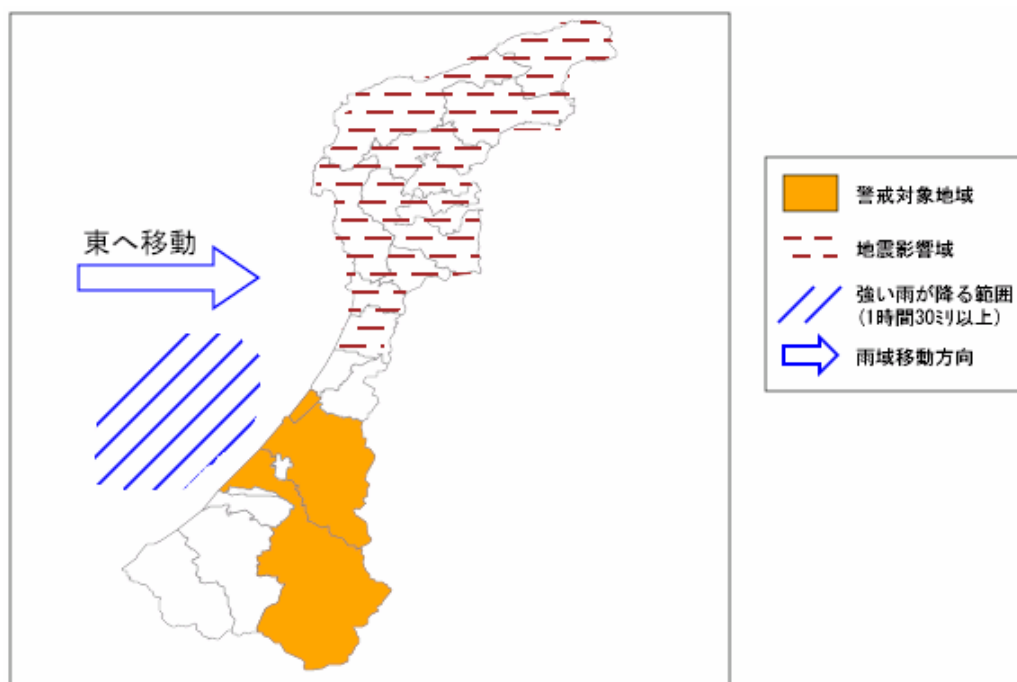 東へ移動
警戒対象地域
地震影響域
強い雨が降る範囲
(1時間30ミリ以上)
雨域移動方向